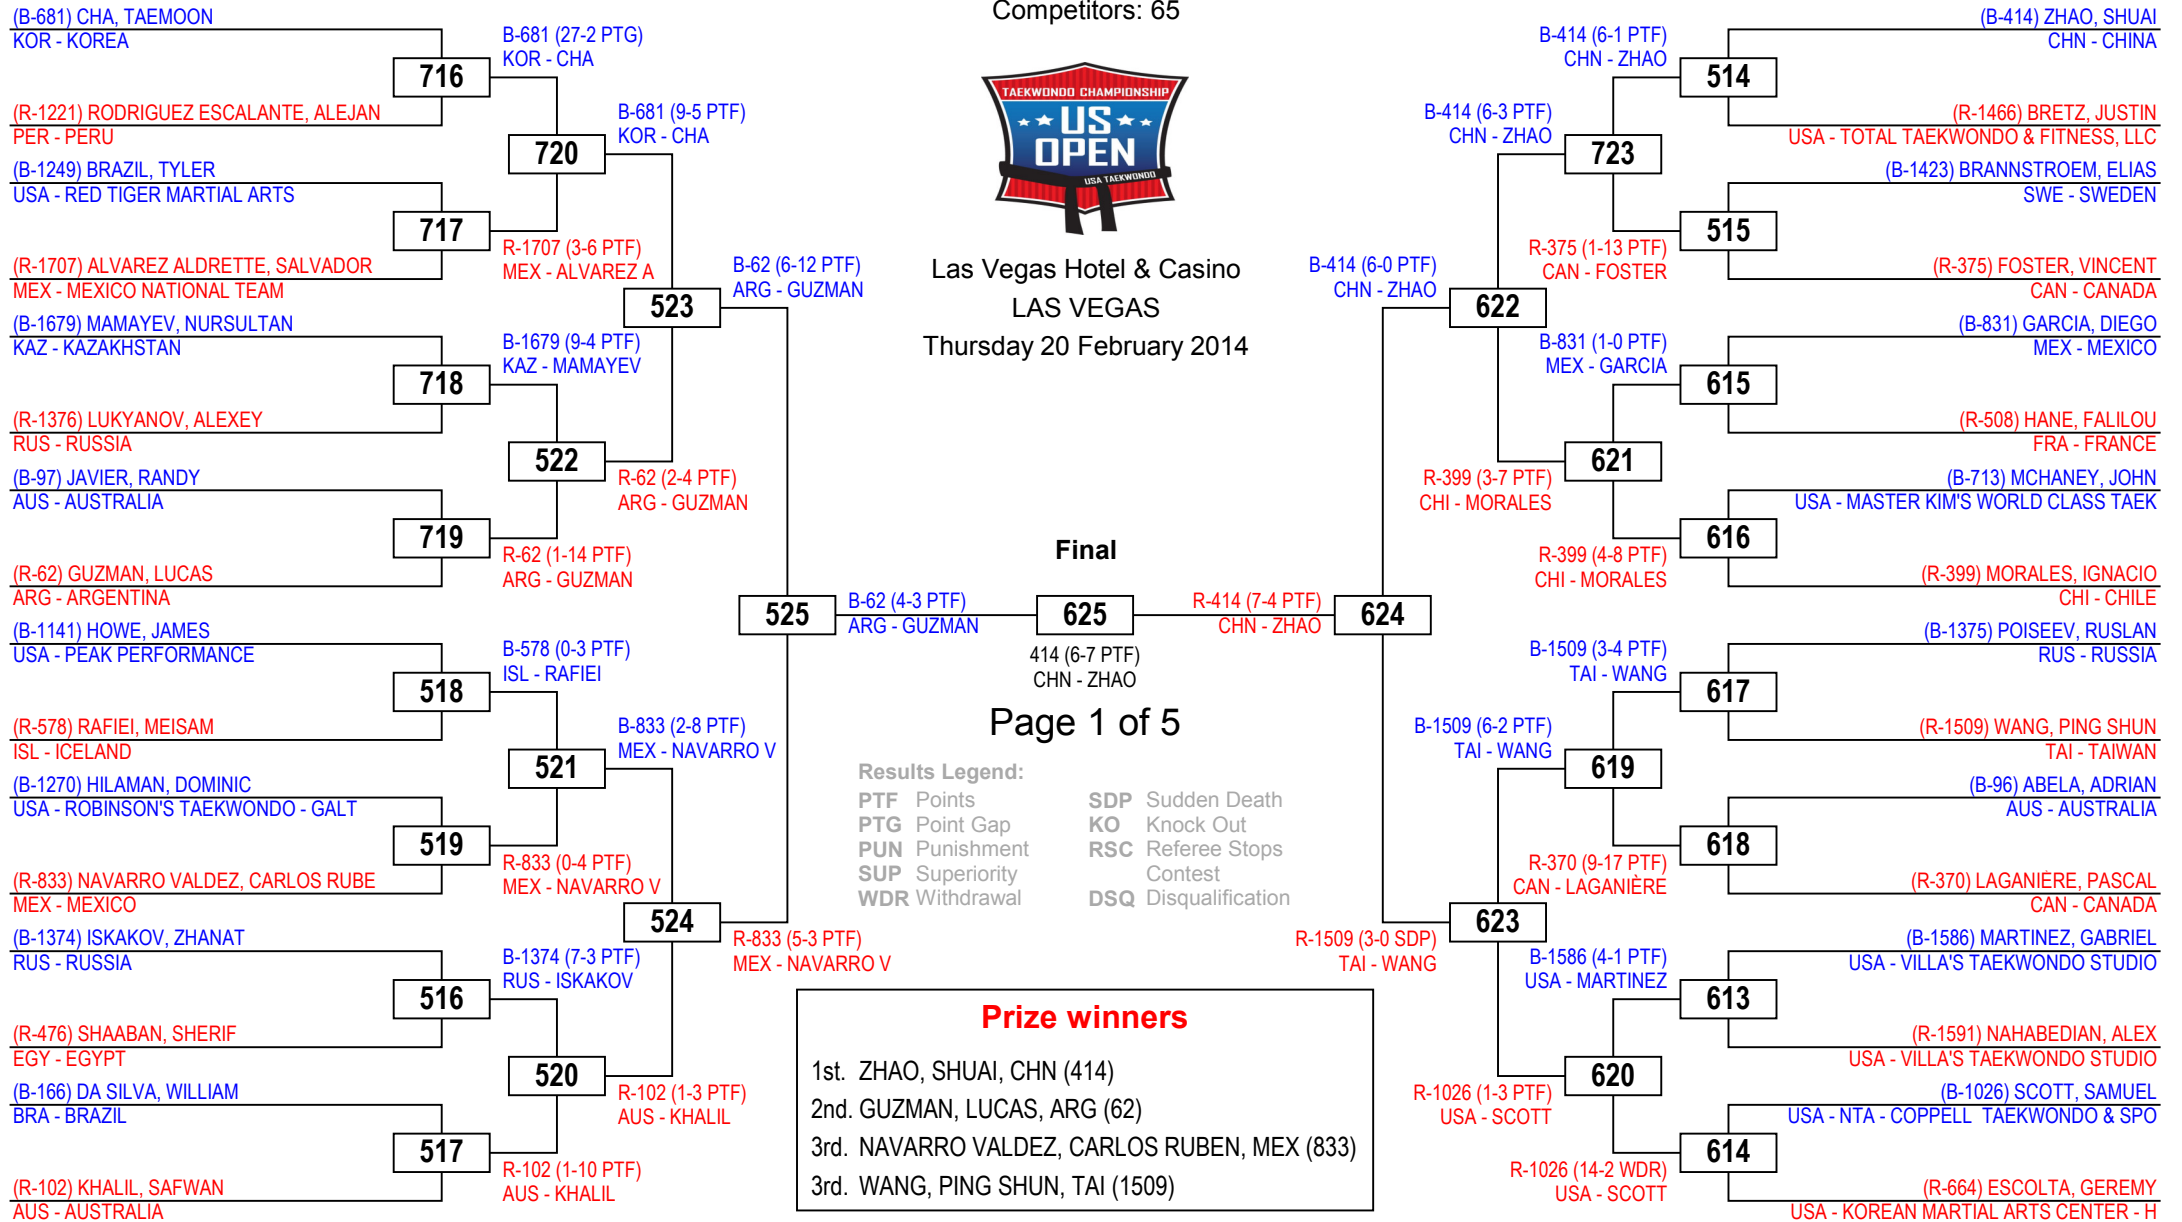 Competitors: 65
TAEKWONDO CHAMPIONSHIP
US
OPEN
USA TAEKWONDO
Las Vegas Hotel & Casino
LAS VEGAS
Thursday 20 February 2014
(B-681) CHA, TAEMOON
KOR - KOREA
716
(R-1221) RODRIGUEZ ESCALANTE, ALEJAN
PER - PERU
(B-1249) BRAZIL, TYLER
USA - RED TIGER MARTIAL ARTS
717
(R-1707) ALVAREZ ALDRETTE, SALVADOR
MEX - MEXICO NATIONAL TEAM
(B-1679) MAMAYEV, NURSULTAN
KAZ - KAZAKHSTAN
718
(R-1376) LUKYANOV, ALEXEY
RUS - RUSSIA
(B-97) JAVIER, RANDY
AUS - AUSTRALIA
719
(R-62) GUZMAN, LUCAS
ARG - ARGENTINA
(B-1141) HOWE, JAMES
USA - PEAK PERFORMANCE
518
(R-578) RAFIEI, MEISAM
ISL - ICELAND
(B-1270) HILAMAN, DOMINIC
USA - ROBINSON'S TAEKWONDO - GALT
519
(R-833) NAVARRO VALDEZ, CARLOS RUBE
MEX - MEXICO
(B-1374) ISKAKOV, ZHANAT
RUS - RUSSIA
516
(R-476) SHAABAN, SHERIF
EGY - EGYPT
(B-166) DA SILVA, WILLIAM
BRA - BRAZIL
517
(R-102) KHALIL, SAFWAN
AUS - AUSTRALIA
B-681 (27-2 PTG)
KOR - CHA
720
R-1707 (3-6 PTF)
MEX - ALVAREZ A
B-1679 (9-4 PTF)
KAZ - MAMAYEV
522
R-62 (1-14 PTF)
ARG - GUZMAN
B-578 (0-3 PTF)
ISL - RAFIEI
521
R-833 (0-4 PTF)
MEX - NAVARRO V
B-1374 (7-3 PTF)
RUS - ISKAKOV
520
R-102 (1-10 PTF)
AUS - KHALIL
B-681 (9-5 PTF)
KOR - CHA
523
R-62 (2-4 PTF)
ARG - GUZMAN
B-833 (2-8 PTF)
MEX - NAVARRO V
524
R-102 (1-3 PTF)
AUS - KHALIL
B-62 (6-12 PTF)
ARG - GUZMAN
525
R-833 (5-3 PTF)
MEX - NAVARRO V
B-62 (4-3 PTF)
ARG - GUZMAN
Final
625
414 (6-7 PTF)
CHN - ZHAO
R-414 (7-4 PTF)
CHN - ZHAO
B-414 (6-0 PTF)
CHN - ZHAO
624
R-1509 (3-0 SDP)
TAI - WANG
B-414 (6-3 PTF)
CHN - ZHAO
622
R-399 (3-7 PTF)
CHI - MORALES
B-1509 (6-2 PTF)
TAI - WANG
623
R-1026 (1-3 PTF)
USA - SCOTT
B-414 (6-1 PTF)
CHN - ZHAO
723
R-375 (1-13 PTF)
CAN - FOSTER
B-831 (1-0 PTF)
MEX - GARCIA
621
R-399 (4-8 PTF)
CHI - MORALES
B-1509 (3-4 PTF)
TAI - WANG
619
R-370 (9-17 PTF)
CAN - LAGANIÈRE
B-1586 (4-1 PTF)
USA - MARTINEZ
620
R-1026 (14-2 WDR)
USA - SCOTT
(B-414) ZHAO, SHUAI
CHN - CHINA
514
(R-1466) BRETZ, JUSTIN
USA - TOTAL TAEKWONDO & FITNESS, LLC
(B-1423) BRANNSTROEM, ELIAS
SWE - SWEDEN
515
(R-375) FOSTER, VINCENT
CAN - CANADA
(B-831) GARCIA, DIEGO
MEX - MEXICO
615
(R-508) HANE, FALILOU
FRA - FRANCE
(B-713) MCHANEY, JOHN
USA - MASTER KIM'S WORLD CLASS TAEK
616
(R-399) MORALES, IGNACIO
CHI - CHILE
(B-1375) POISEEV, RUSLAN
RUS - RUSSIA
617
(R-1509) WANG, PING SHUN
TAI - TAIWAN
(B-96) ABELA, ADRIAN
AUS - AUSTRALIA
618
(R-370) LAGANIÈRE, PASCAL
CAN - CANADA
(B-1586) MARTINEZ, GABRIEL
USA - VILLA'S TAEKWONDO STUDIO
613
(R-1591) NAHABEDIAN, ALEX
USA - VILLA'S TAEKWONDO STUDIO
(B-1026) SCOTT, SAMUEL
USA - NTA - COPPELL TAEKWONDO & SPO
614
(R-664) ESCOLTA, GEREMY
USA - KOREAN MARTIAL ARTS CENTER - H
Page 1 of 5
Results Legend:
PTF Points
PTG Point Gap
PUN Punishment
SUP Superiority
WDR Withdrawal
SDP Sudden Death
KO Knock Out
RSC Referee Stops
Contest
DSQ Disqualification
Prize winners
1st. ZHAO, SHUAI, CHN (414)
2nd. GUZMAN, LUCAS, ARG (62)
3rd. NAVARRO VALDEZ, CARLOS RUBEN, MEX (833)
3rd. WANG, PING SHUN, TAI (1509)